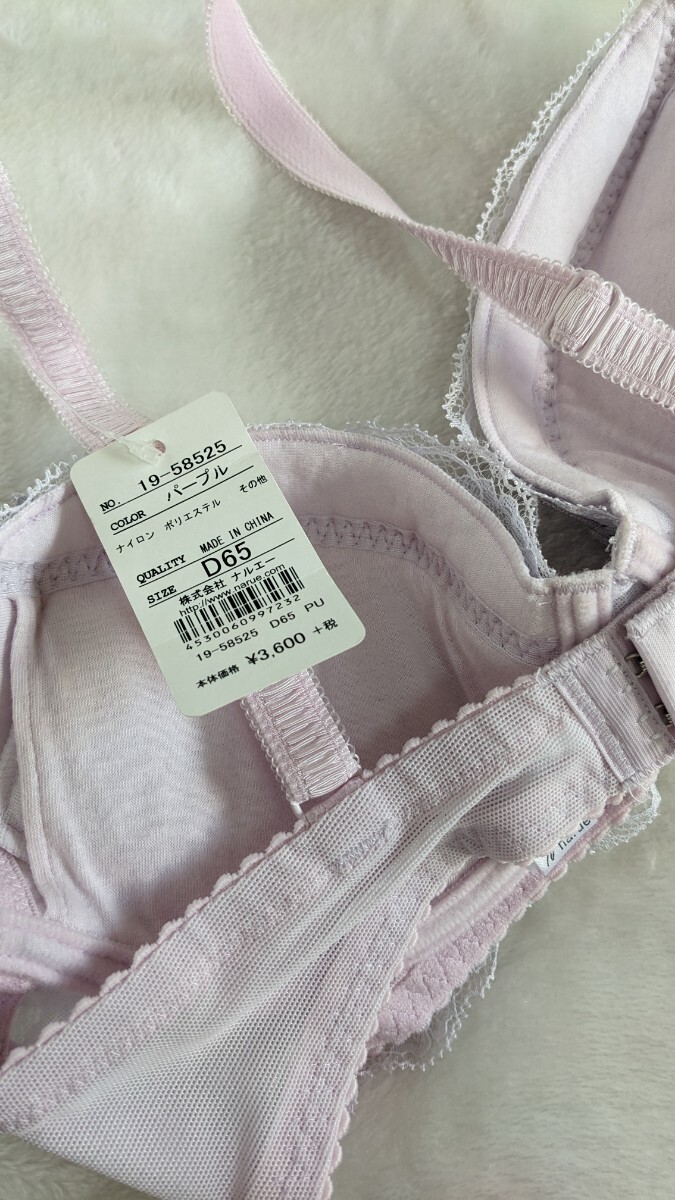 NO. 19-58525
COLOR パープル
ナイロン ポリエステル その他
QUALITY MADE IN CHINA
SIZE D65
株式会社 ナルエー
http://www.narue.com
4530060997232
19-58525 D65 PU
本体価格 ¥3,600 +税